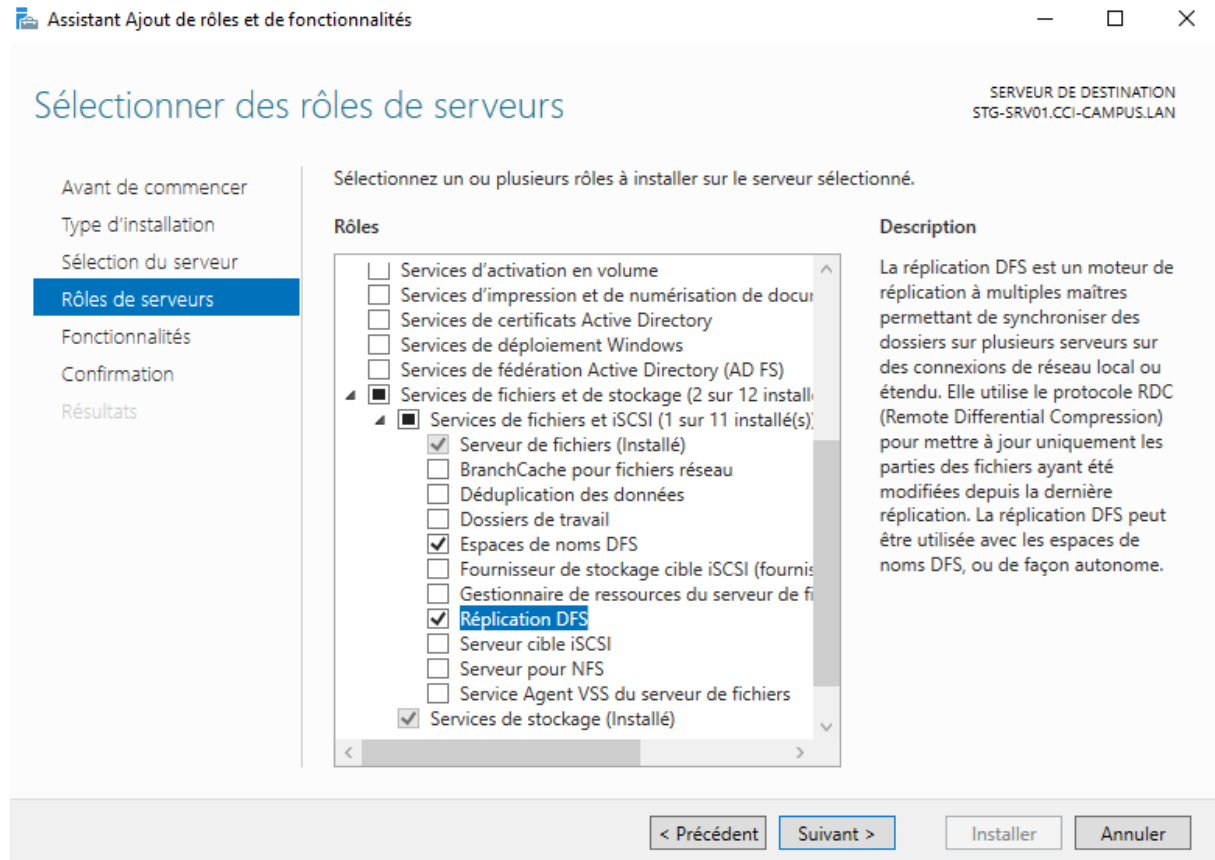 Assistant Ajout de rôles et de fonctionnalités
Sélectionner des rôles de serveurs
SERVEUR DE DESTINATION
STG-SRV01.CCI-CAMPUS.LAN
Avant de commencer
Type d'installation
Sélection du serveur
Rôles de serveurs
Fonctionnalités
Confirmation
Résultats
Sélectionnez un ou plusieurs rôles à installer sur le serveur sélectionné.
Rôles
Services d'activation en volume
Services d'impression et de numérisation de docur
Services de certificats Active Directory
Services de déploiement Windows
Services de fédération Active Directory (AD FS)
Services de fichiers et de stockage (2 sur 12 install
Services de fichiers et iSCSI (1 sur 11 installé(s))
Serveur de fichiers (Installé)
BranchCache pour fichiers réseau
Déduplication des données
Dossiers de travail
Espaces de noms DFS
Fournisseur de stockage cible iSCSI (fournis
Gestionnaire de ressources du serveur de fi
Réplication DFS
Serveur cible iSCSI
Serveur pour NFS
Service Agent VSS du serveur de fichiers
Services de stockage (Installé)
Description
La réplication DFS est un moteur de
réplication à multiples maîtres
permettant de synchroniser des
dossiers sur plusieurs serveurs sur
des connexions de réseau local ou
étendu. Elle utilise le protocole RDC
(Remote Differential Compression)
pour mettre à jour uniquement les
parties des fichiers ayant été
modifiées depuis la dernière
réplication. La réplication DFS peut
être utilisée avec les espaces de
noms DFS, ou de façon autonome.
< Précédent
Suivant >
Installer
Annuler